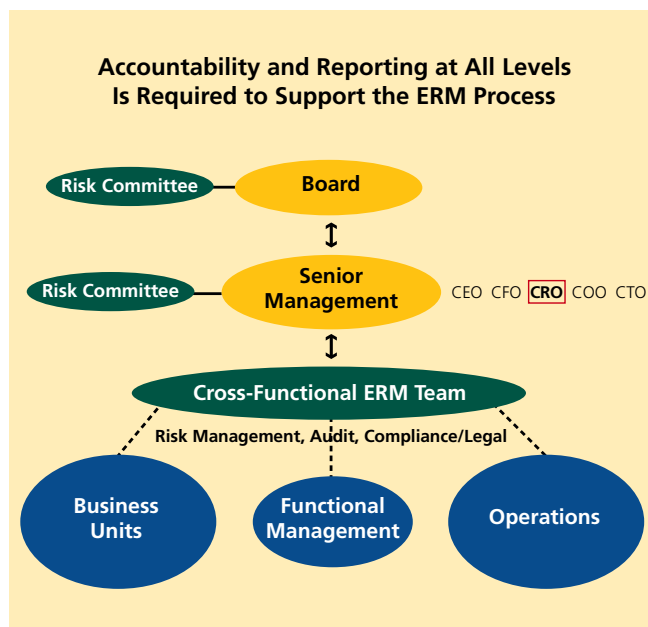 Accountability and Reporting at All Levels
Is Required to Support the ERM Process
Risk Committee
Board
Risk Committee
Senior
Management
CEO CFO CRO COO CTO
Cross-Functional ERM Team
Risk Management, Audit, Compliance/Legal
Business
Units
Functional
Management
Operations